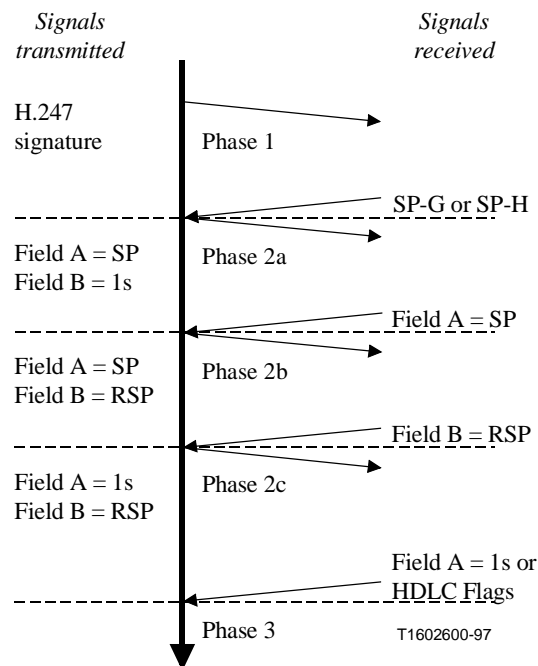 Signals
transmitted
Signals
received
H.247
signature
Phase 1
SP-G or SP-H
Field A = SP
Field B = 1s
Phase 2a
Field A = SP
Field A = SP
Field B = RSP
Phase 2b
Field B = RSP
Field A = 1s
Field B = RSP
Phase 2c
Field A = 1s or
HDLC Flags
Phase 3
T1602600-97